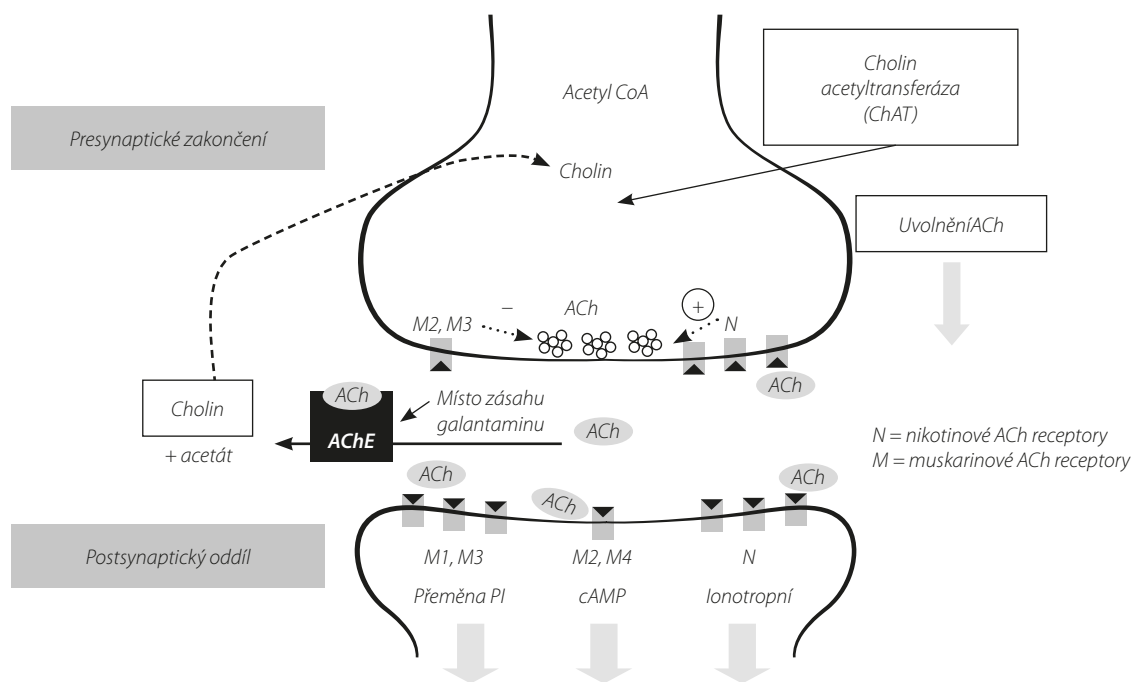 Acetyl CoA
Cholin
acetyltransferáza
(ChAT)
Presynaptické zakončení
Cholin
UvolněníACh
–
ACh
+
M2, M3
N
ACh
ACh
Cholin
AChE
Místo zásahu
galantaminu
ACh
+ acetát
N = nikotinové ACh receptory
M = muskarinové ACh receptory
ACh
ACh
ACh
Postsynaptický oddíl
M1, M3
M2, M4
N
Přeměna PI
cAMP
Ionotropní